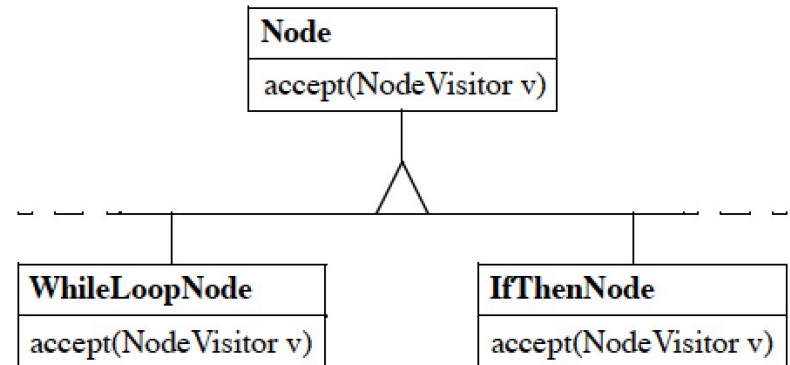 Node
accept(NodeVisitor v)
WhileLoopNode
IfThenNode
accept(NodeVisitor v)
accept(NodeVisitor v)